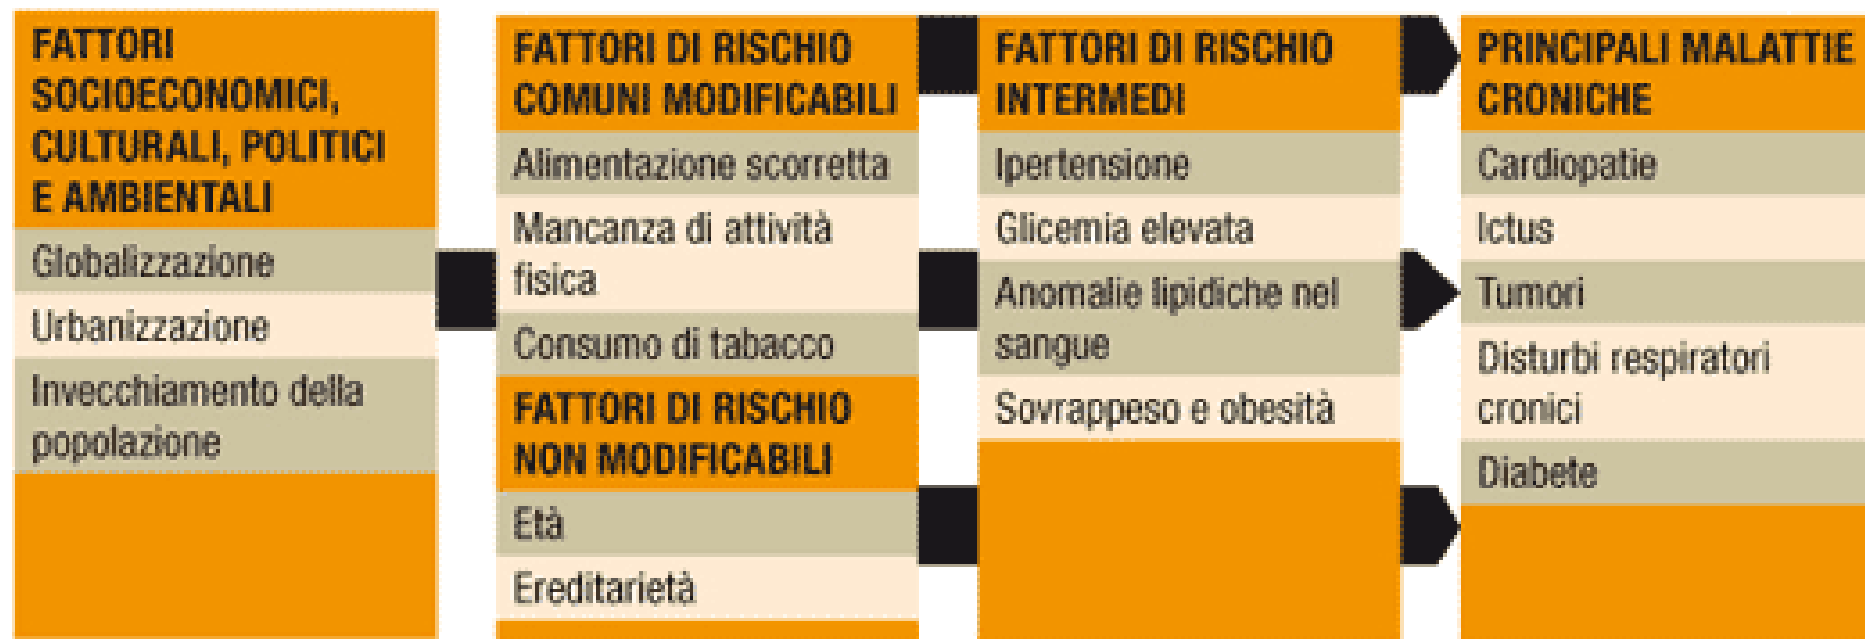 FATTORI
SOCIOECONOMICI,
CULTURALI, POLITICI
E AMBIENTALI
Globalizzazione
Urbanizzazione
Invecchiamento della
popolazione
FATTORI DI RISCHIO
COMUNI MODIFICABILI
Alimentazione scorretta
Mancanza di attività
fisica
Consumo di tabacco
FATTORI DI RISCHIO
NON MODIFICABILI
Età
Ereditarietà
FATTORI DI RISCHIO
INTERMEDI
Ipertensione
Glicemia elevata
Anomalie lipidiche nel
sangue
Sovrappeso e obesità
PRINCIPALI MALATTIE
CRONICHE
Cardiopatie
Ictus
Tumori
Disturbi respiratori
cronici
Diabete